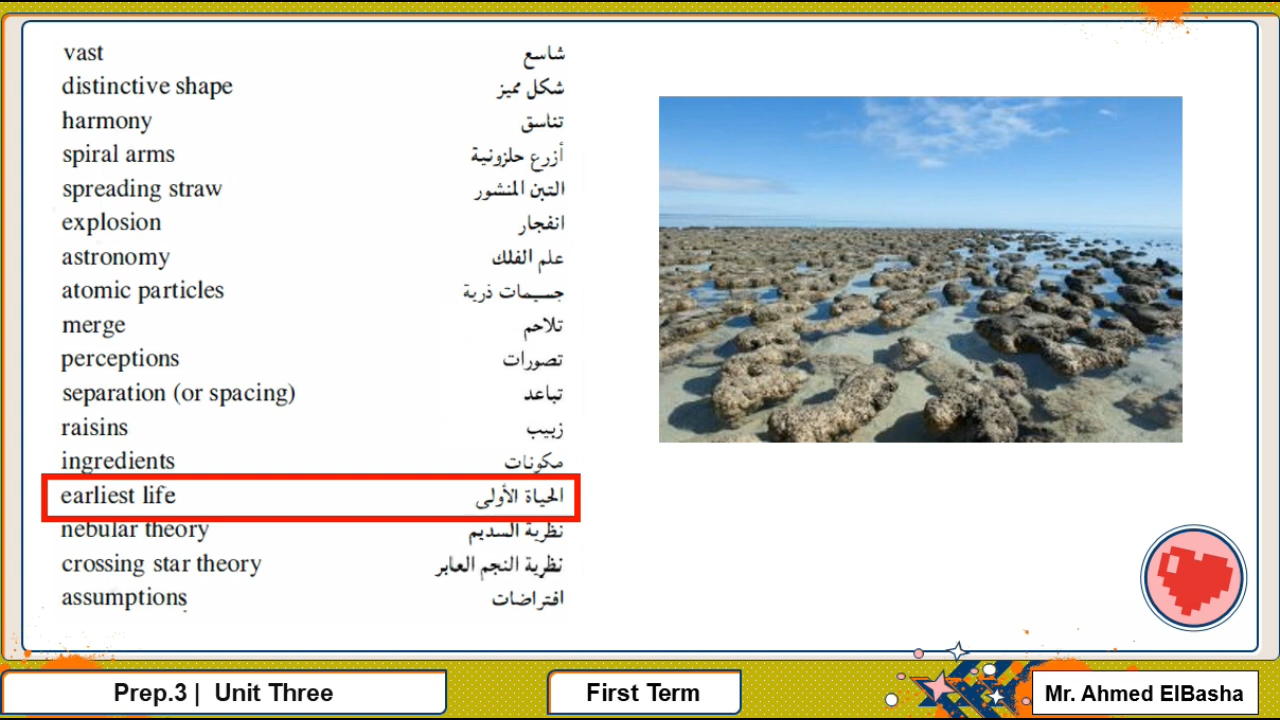 vast شاسع
distinctive shape شكل مميز
harmony تناسق
spiral arms أزرع حلزونية
spreading straw التبن المنشور
explosion انفجار
astronomy علم الفلك
atomic particles جسيمات ذرية
merge تلاحم
perceptions تصورات
separation (or spacing) تباعد
raisins زبيب
ingredients مكونات
earliest life الحياة الأولى
nebular theory نظرية السديم
crossing star theory نظرية النجم العابر
assumptions افتراضات
Prep.3 | Unit Three
First Term
Mr. Ahmed ElBasha